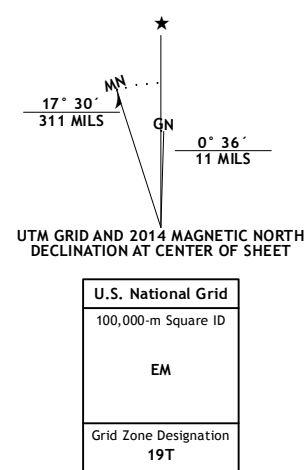 ★
MN
17° 30´
311 MILS
GN
0° 36´
11 MILS
UTM GRID AND 2014 MAGNETIC NORTH
DECLINATION AT CENTER OF SHEET
U.S. National Grid
100,000-m Square ID
EM
Grid Zone Designation
19T